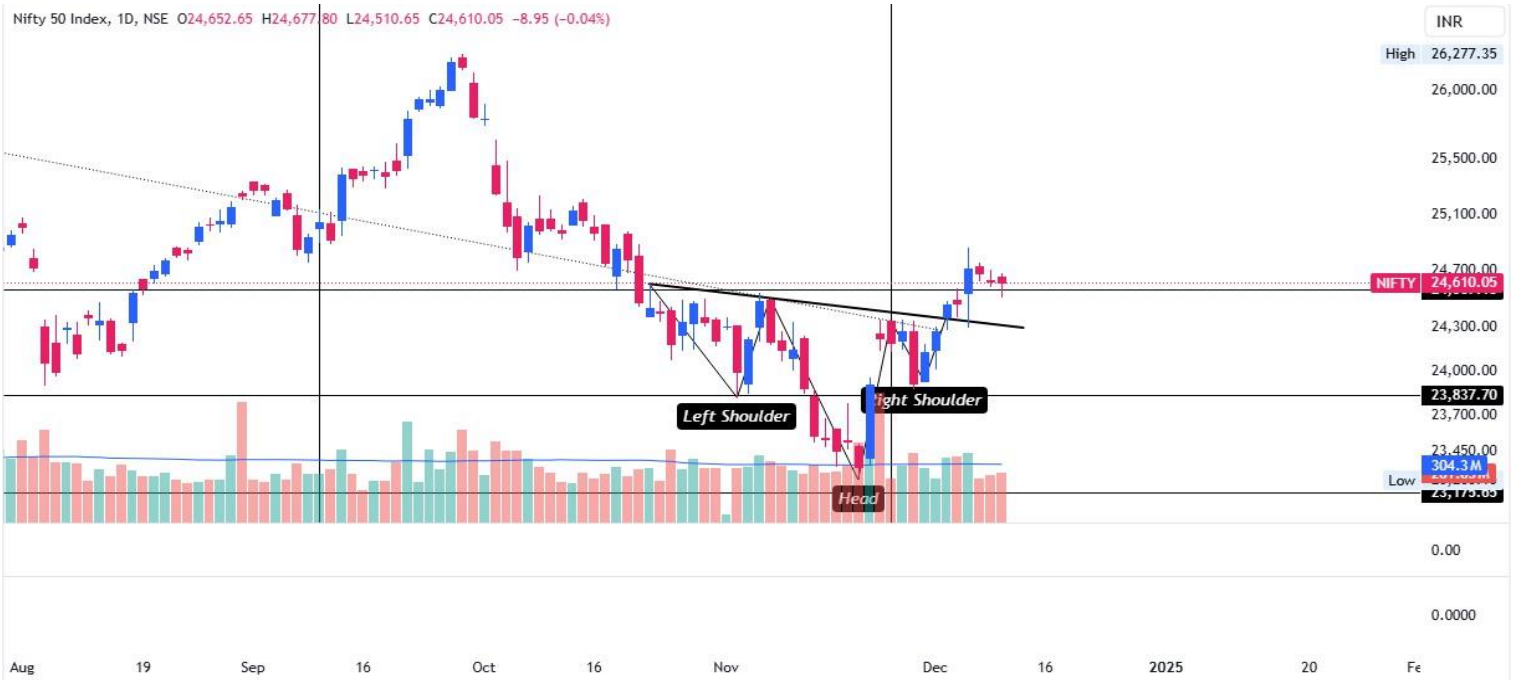 Nifty 50 Index, 1D, NSE O24,652.65 H24,677.80 L24,510.65 C24,610.05 −8.95 (−0.04%)
INR
High 26,277.35
26,000.00
25,500.00
25,100.00
24,700.00
NIFTY 24,610.05
24,300.00
24,000.00
23,837.70
23,700.00
Left Shoulder
Right Shoulder
23,450.00
304.3M
Low
23,175.65
Head
0.00
0.0000
Aug 19 Sep 16 Oct 16 Nov Dec 16 2025 20